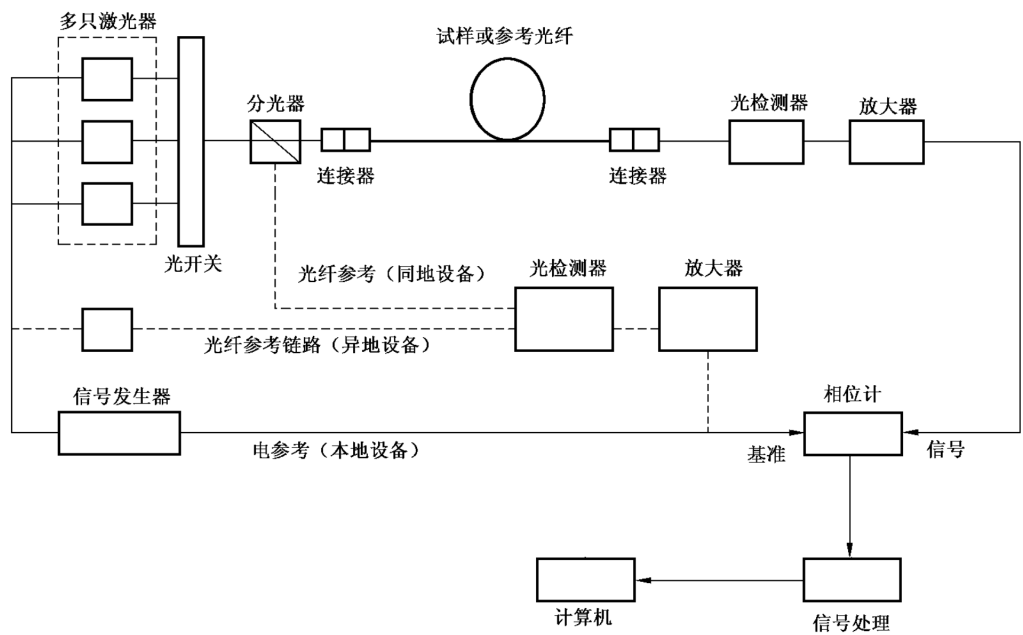 多只激光器
试样或参考光纤
分光器
光检测器
放大器
连接器
连接器
光开关
光纤参考（同地设备）
光检测器
放大器
光纤参考链路（异地设备）
信号发生器
相位计
电参考（本地设备）
基准
信号
计算机
信号处理